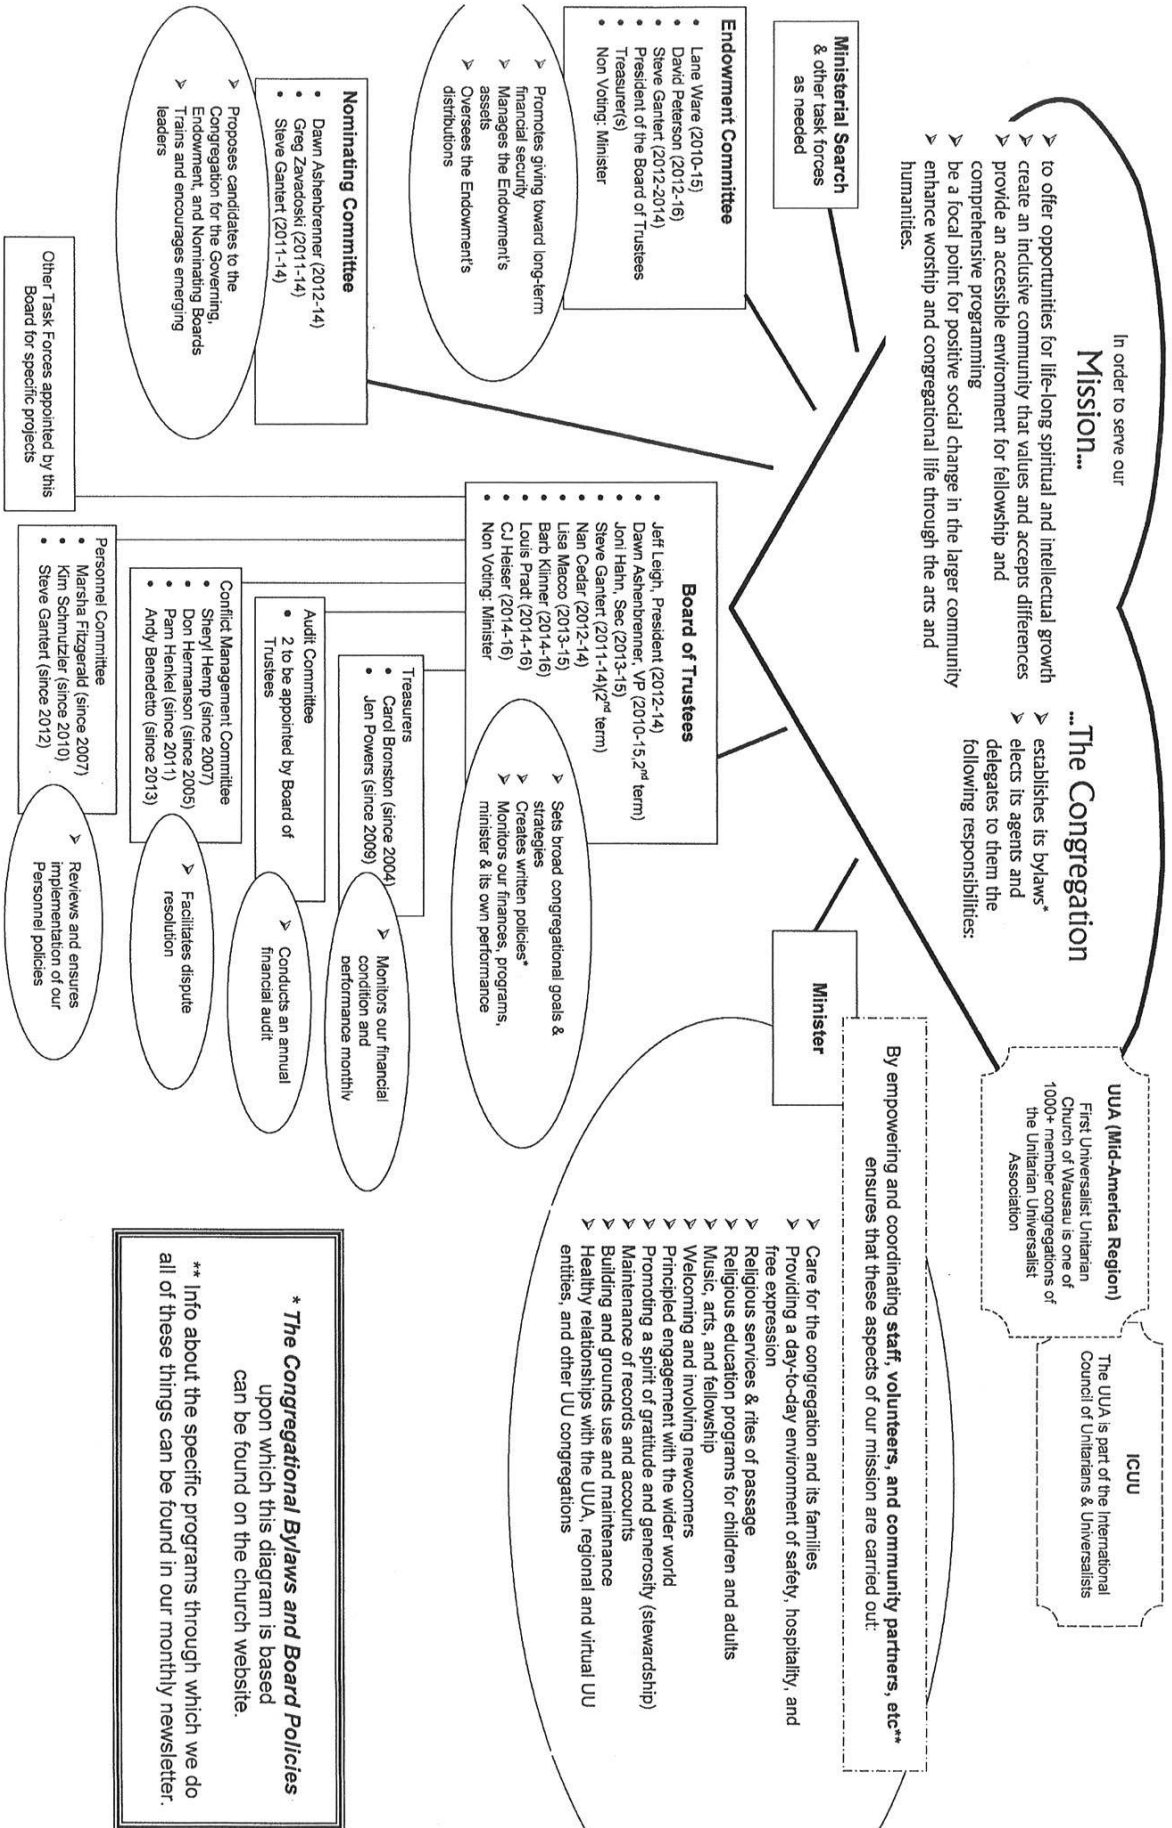 In order to serve our
Mission...
➢ to offer opportunities for life-long spiritual and intellectual growth
➢ create an inclusive community that values and accepts differences
➢ provide an accessible environment for fellowship and
comprehensive programming
➢ be a focal point for positive social change in the larger community
➢ enhance worship and congregational life through the arts and
humanities.
...The Congregation
➢ establishes its bylaws*
➢ elects its agents and
delegates to them the
following responsibilities:
UUA (Mid-America Region)
First Universalist Unitarian
Church of Wausau is one of
1000+ member congregations of
the Unitarian Universalist
Association
ICUU
The UUA is part of the International
Council of Unitarians & Universalists
Ministerial Search
& other task forces
as needed
Endowment Committee
• Lane Ware (2010-15)
• David Peterson (2012-16)
• Steve Gantert (2012-2014)
• President of the Board of Trustees
• Treasurer(s)
• Non Voting: Minister
➢ Promotes giving toward long-term
financial security
➢ Manages the Endowment's
assets
➢ Oversees the Endowment's
distributions
Nominating Committee
• Dawn Ashenbrenner (2012-14)
• Greg Zavadoski (2011-14)
• Steve Gantert (2011-14)
➢ Proposes candidates to the
Congregation for the Governing,
Endowment, and Nominating Boards
➢ Trains and encourages emerging
leaders
Board of Trustees
• Jeff Leigh, President (2012-14)
• Dawn Ashenbrenner, VP (2010-15,2nd term)
• Joni Hahn, Sec (2013-15)
• Steve Gantert (2011-14)(2nd term)
• Nan Cedar (2012-14)
• Lisa Macco (2013-15)
• Barb Klinner (2014-16)
• Louis Pradt (2014-16)
• CJ Heiser (2014-16)
• Non Voting: Minister
➢ Sets broad congregational goals &
strategies
➢ Creates written policies*
➢ Monitors our finances, programs,
minister & its own performance
Minister
By empowering and coordinating staff, volunteers, and community partners, etc**
ensures that these aspects of our mission are carried out:
➢ Care for the congregation and its families
➢ Providing a day-to-day environment of safety, hospitality, and
free expression
➢ Religious services & rites of passage
➢ Religious education programs for children and adults
➢ Music, arts, and fellowship
➢ Welcoming and involving newcomers
➢ Principled engagement with the wider world
➢ Promoting a spirit of gratitude and generosity (stewardship)
➢ Maintenance of records and accounts
➢ Building and grounds use and maintenance
➢ Healthy relationships with the UUA, regional and virtual UU
entities, and other UU congregations
Treasurers
• Carol Bronston (since 2004)
• Jen Powers (since 2009)
➢ Monitors our financial
condition and
performance monthly
Audit Committee
• 2 to be appointed by Board of
Trustees
➢ Conducts an annual
financial audit
Conflict Management Committee
• Sheryl Hemp (since 2007)
• Don Hermanson (since 2005)
• Pam Henkel (since 2011)
• Andy Benedetto (since 2013)
➢ Facilitates dispute
resolution
Personnel Committee
• Marsha Fitzgerald (since 2007)
• Kim Schmutzler (since 2010)
• Steve Gantert (since 2012)
➢ Reviews and ensures
implementation of our
Personnel policies
Other Task Forces appointed by this
Board for specific projects
* The Congregational Bylaws and Board Policies
upon which this diagram is based
can be found on the church website.
** Info about the specific programs through which we do
all of these things can be found in our monthly newsletter.